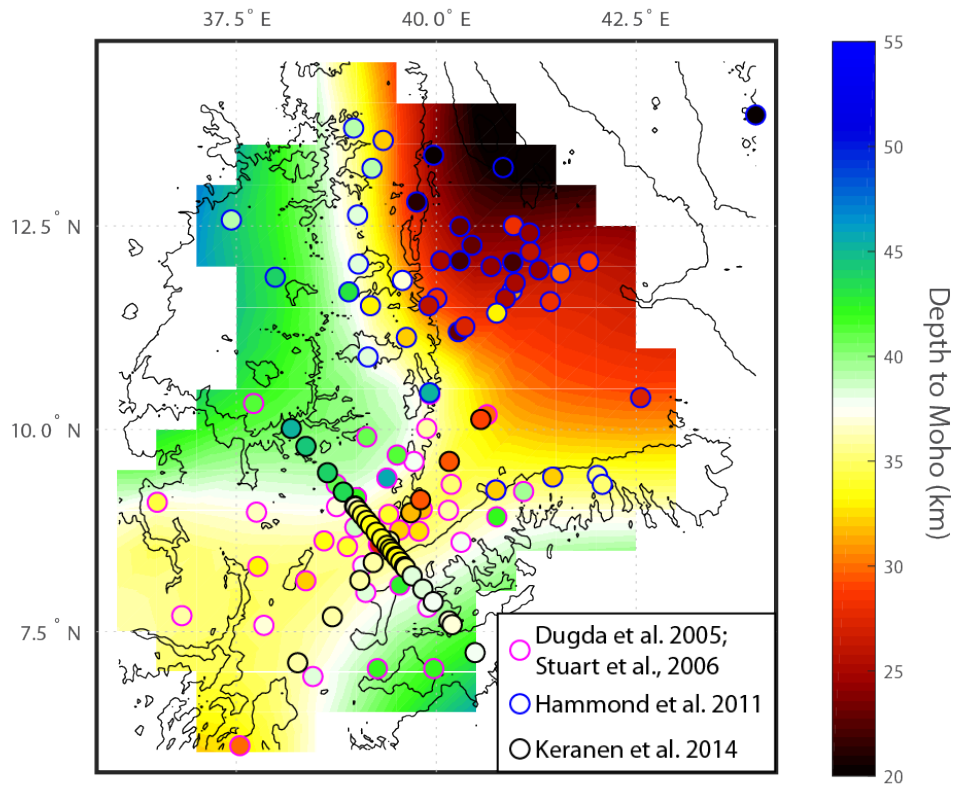 37.5° E 40.0° E 42.5° E
55
50
12.5° N
45
Depth to Moho (km)
40
10.0° N
35
30
7.5° N
Dugda et al. 2005;
Stuart et al., 2006
Hammond et al. 2011
25
Keranen et al. 2014
20